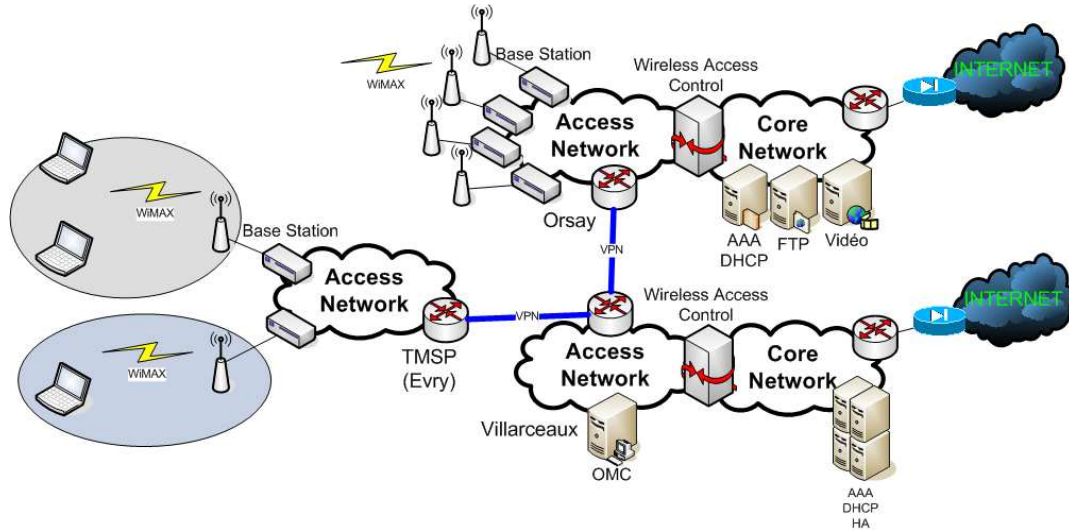 Base Station
WiMAX
Wireless Access
Control
INTERNET
Access
Network
Core
Network
Orsay
AAA
DHCP
FTP
Vidéo
VPN
WiMAX
Base Station
Access
Network
TMSP
(Evry)
VPN
WiMAX
Wireless Access
Control
INTERNET
Access
Network
Core
Network
Villarceaux
OMC
AAA
DHCP
HA